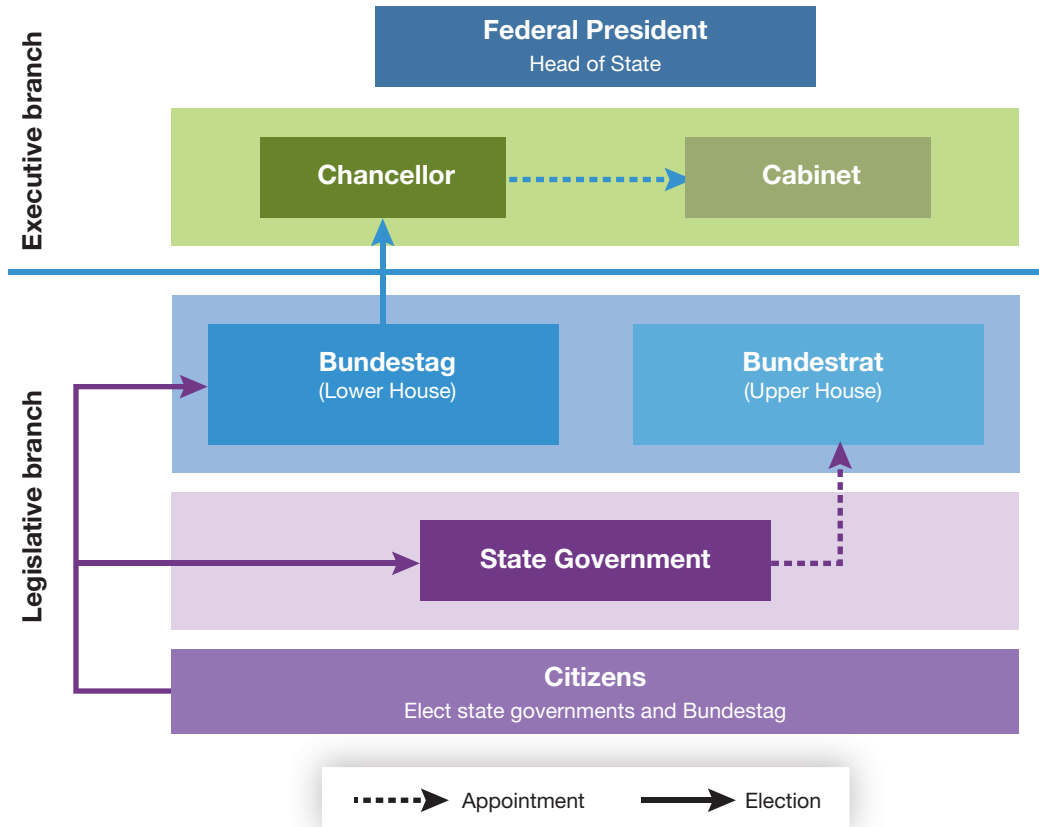 Executive branch
Federal President
Head of State
Chancellor
Cabinet
Legislative branch
Bundestag
(Lower House)
Bundestrat
(Upper House)
State Government
Citizens
Elect state governments and Bundestag
Appointment
Election